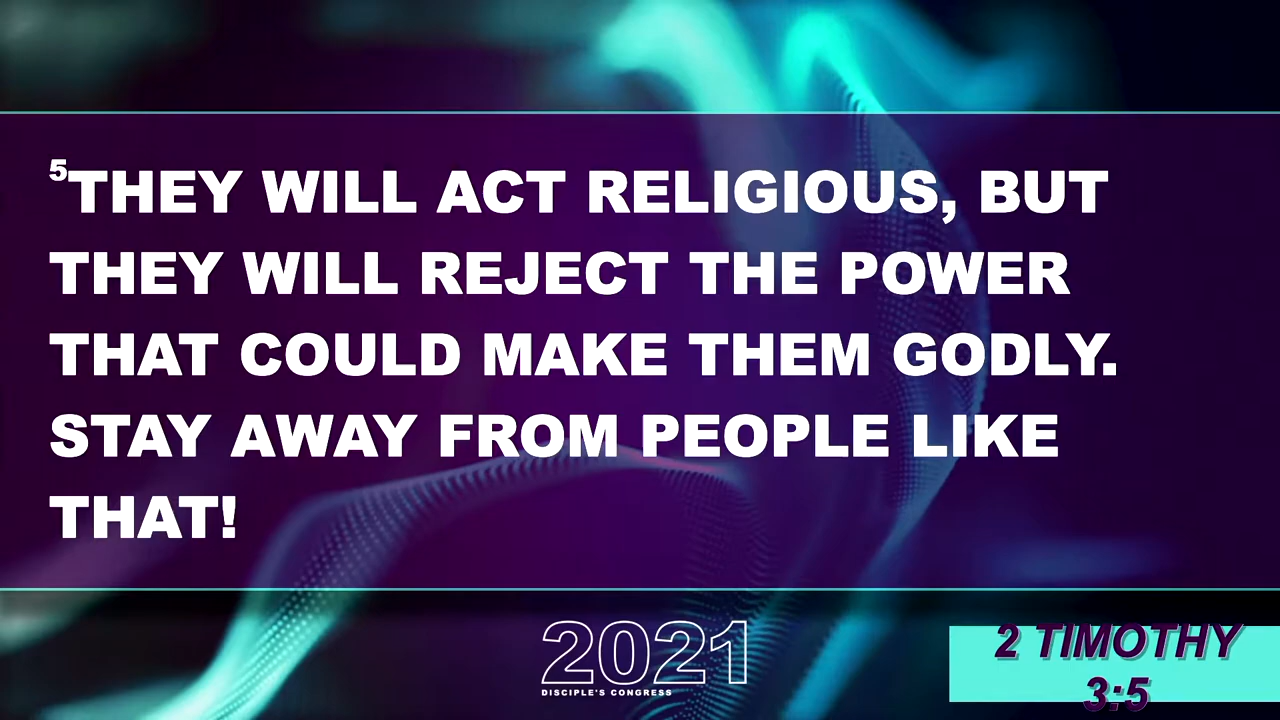 5THEY WILL ACT RELIGIOUS, BUT
THEY WILL REJECT THE POWER
THAT COULD MAKE THEM GODLY.
STAY AWAY FROM PEOPLE LIKE
THAT!
2021
DISCIPLE'S CONGRESS
2 TIMOTHY
3:5